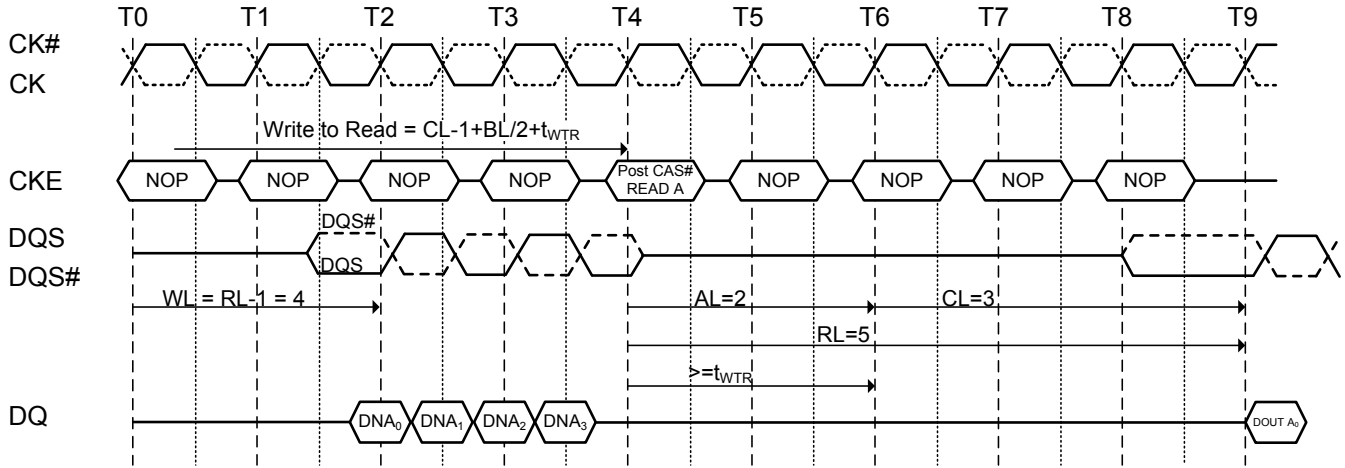 T0 T1 T2 T3 T4 T5 T6 T7 T8 T9
CK#
CK
Write to Read = CL-1+BL/2+tWTR
CKE
NOP NOP NOP NOP Post CAS# READ A NOP NOP NOP NOP
DQS
DQS#
DQS#
DQS
WL = RL-1 = 4
AL=2
CL=3
RL=5
>=tWTR
DQ
DNA0 DNA1 DNA2 DNA3
DOUT A0